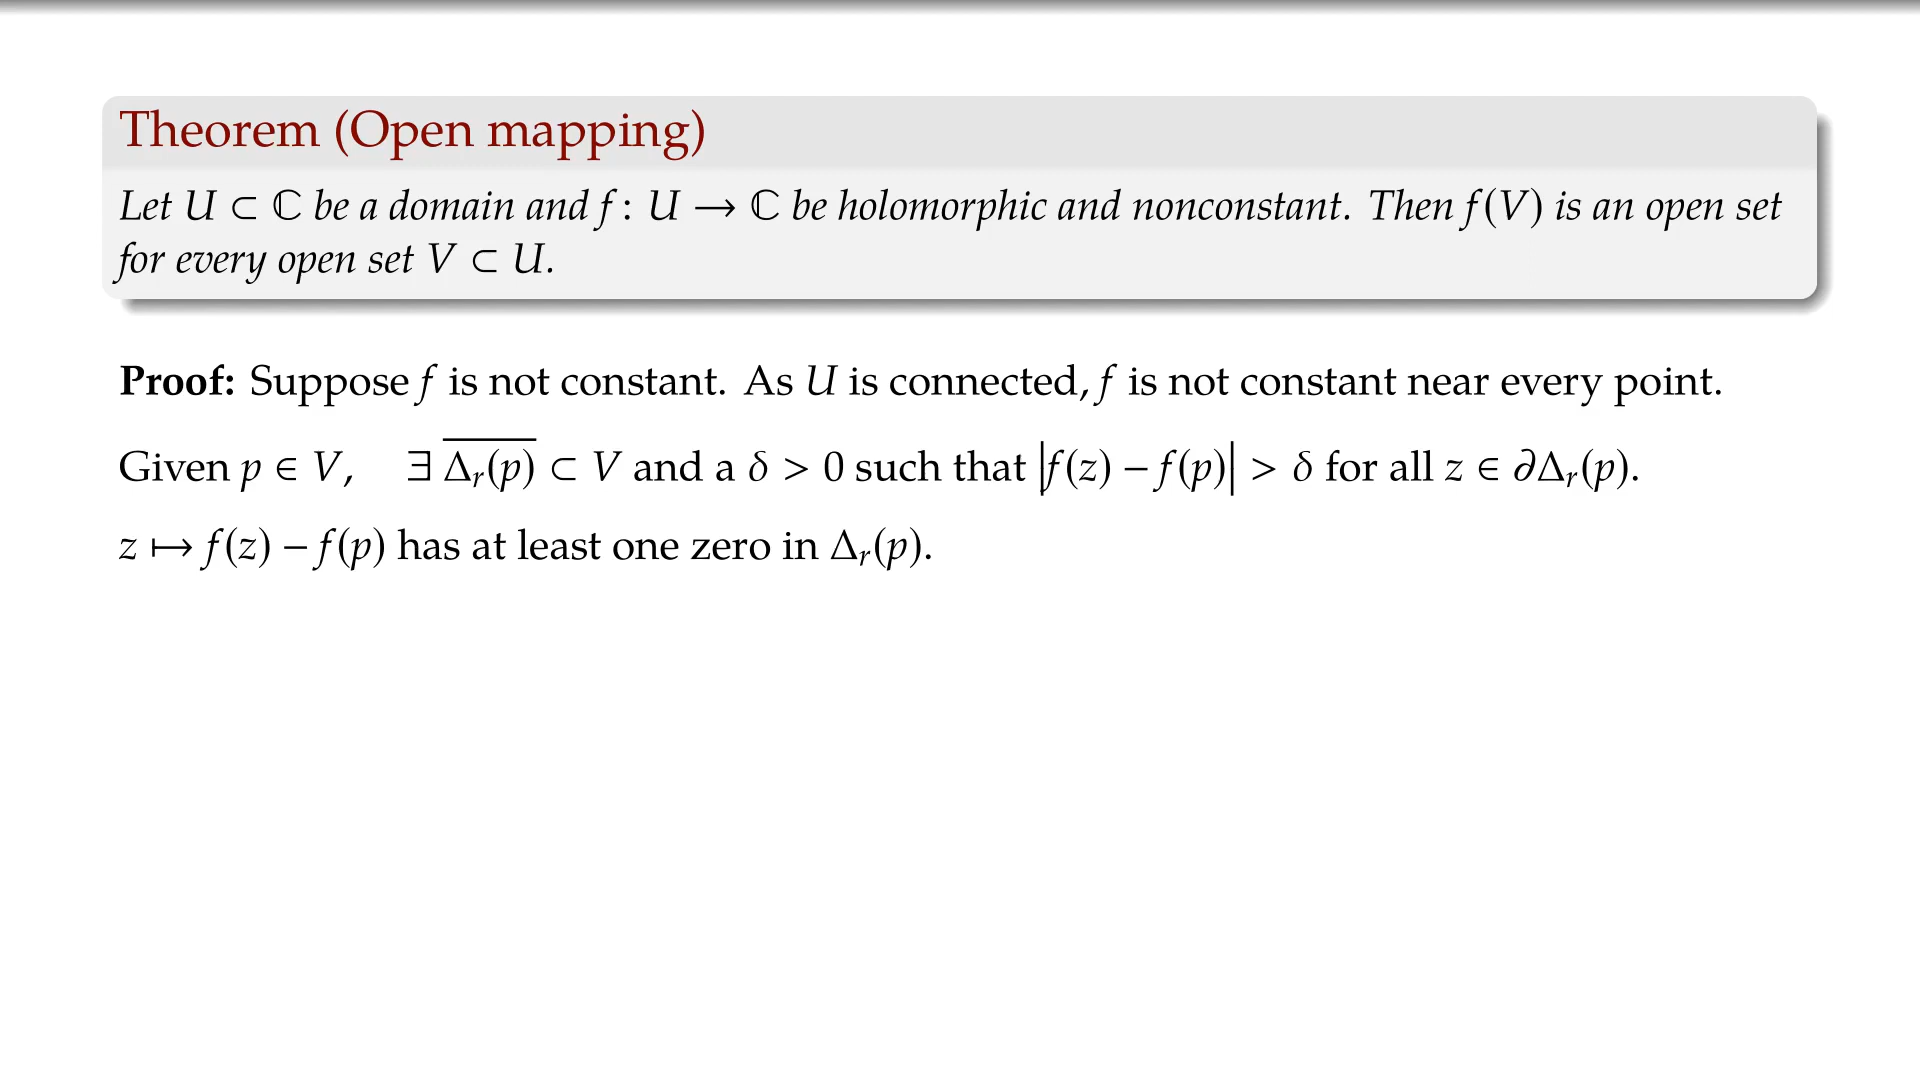 Theorem (Open mapping)
Let U ⊂ ℂ be a domain and f : U → ℂ be holomorphic and nonconstant. Then f(V) is an open set
for every open set V ⊂ U.
Proof: Suppose f is not constant. As U is connected, f is not constant near every point.
Given p ∈ V, ∃ \overline{Δ_r(p)} ⊂ V and a δ > 0 such that |f(z) − f(p)| > δ for all z ∈ ∂Δ_r(p).
z ↦ f(z) − f(p) has at least one zero in Δ_r(p).